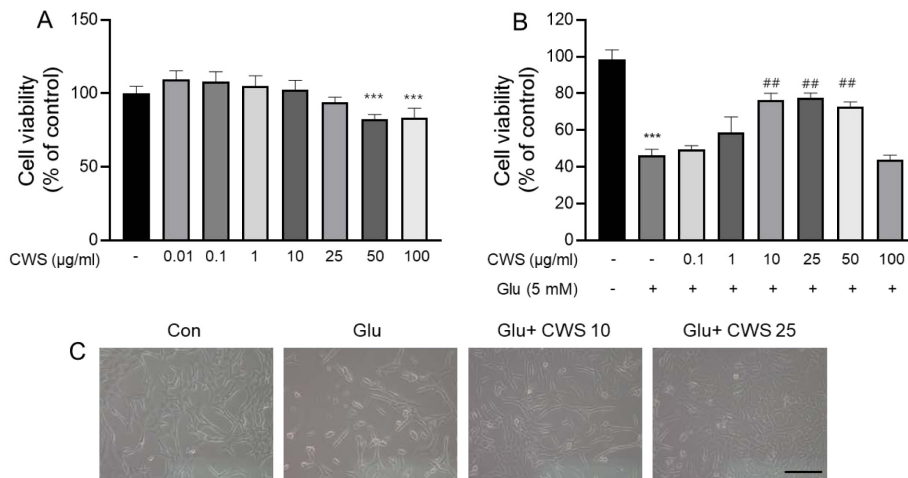 A
Cell viability
(% of control)
150
100
50
0
***
***
CWS (µg/ml)
- 0.01 0.1 1 10 25 50 100
B
Cell viability
(% of control)
120
100
80
60
40
20
0
***
##
##
##
CWS (µg/ml)
- - 0.1 1 10 25 50 100
Glu (5 mM)
- + + + + + + +
C
Con
Glu
Glu+ CWS 10
Glu+ CWS 25